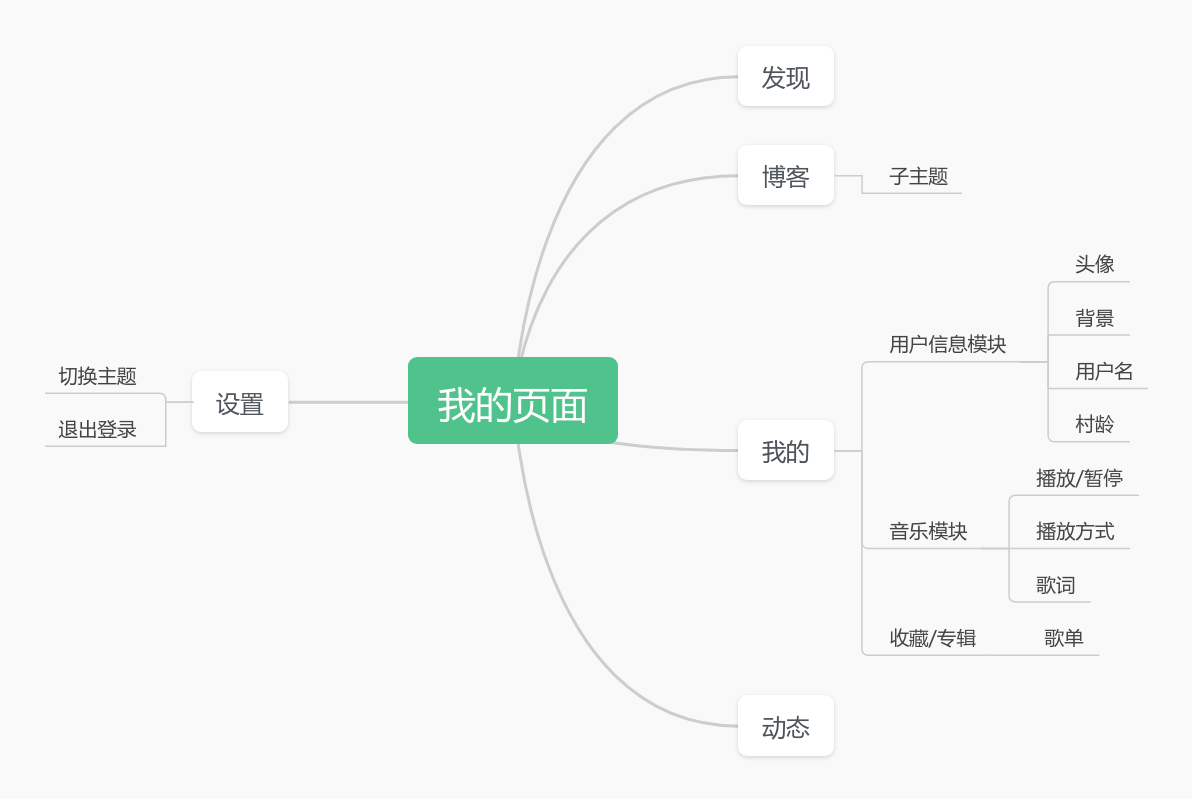 我的页面
发现
博客
子主题
我的
用户信息模块
头像
背景
用户名
村龄
音乐模块
播放/暂停
播放方式
歌词
收藏/专辑
歌单
动态
设置
切换主题
退出登录